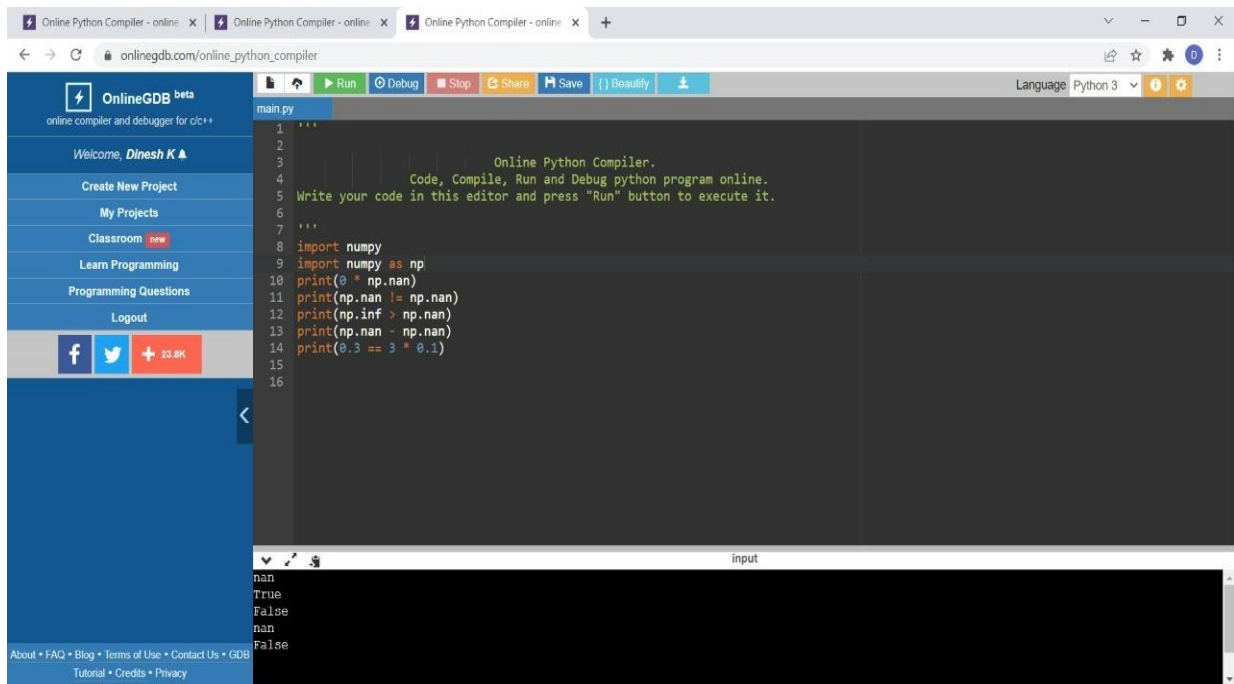 Online Python Compiler - online
Online Python Compiler - online
Online Python Compiler - online
onlinegdb.com/online_python_compiler
D
OnlineGDB beta
online compiler and debugger for c/c++
Welcome, Dinesh K
Create New Project
My Projects
Classroom new
Learn Programming
Programming Questions
Logout
f + 23.8K
About • FAQ • Blog • Terms of Use • Contact Us • GDB
Tutorial • Credits • Privacy
Run Debug Stop Share Save { } Beautify
Language Python 3
main.py
1 '''
2
3 Online Python Compiler.
4 Code, Compile, Run and Debug python program online.
5 Write your code in this editor and press "Run" button to execute it.
6
7 '''
8 import numpy
9 import numpy as np
10 print(0 * np.nan)
11 print(np.nan != np.nan)
12 print(np.inf > np.nan)
13 print(np.nan - np.nan)
14 print(0.3 == 3 * 0.1)
15
16
input
nan
True
False
nan
False